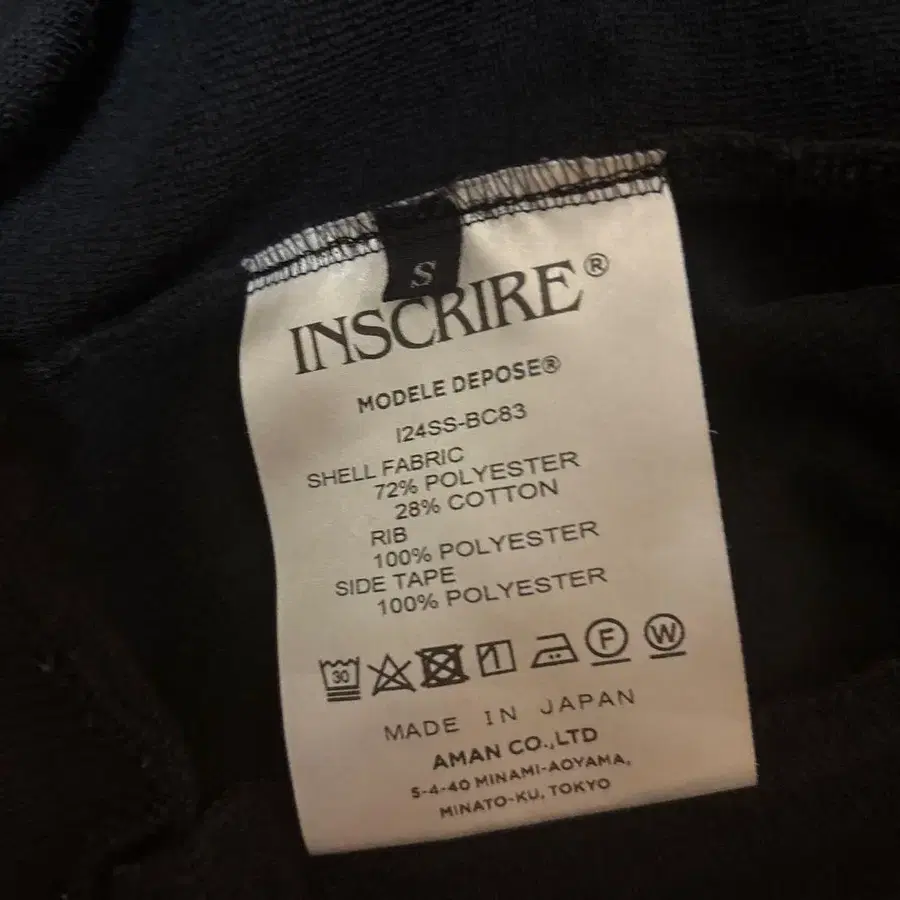 S
INSCRIRE®
MODELE DEPOSE®
I24SS-BC83
SHELL FABRIC
72% POLYESTER
28% COTTON
RIB
100% POLYESTER
SIDE TAPE
100% POLYESTER
30 F W
MADE IN JAPAN
AMAN CO.,LTD
5-4-40 MINAMI-AOYAMA,
MINATO-KU, TOKYO